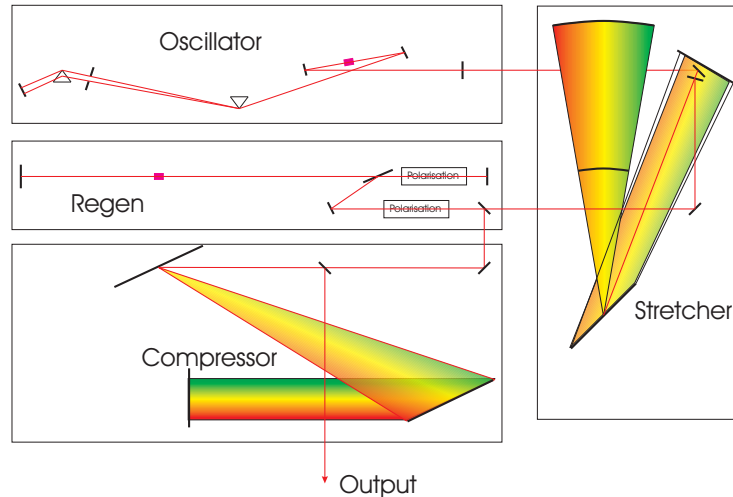 Oscillator
Polarisation
Regen
Polarisation
Stretcher
Compressor
Output